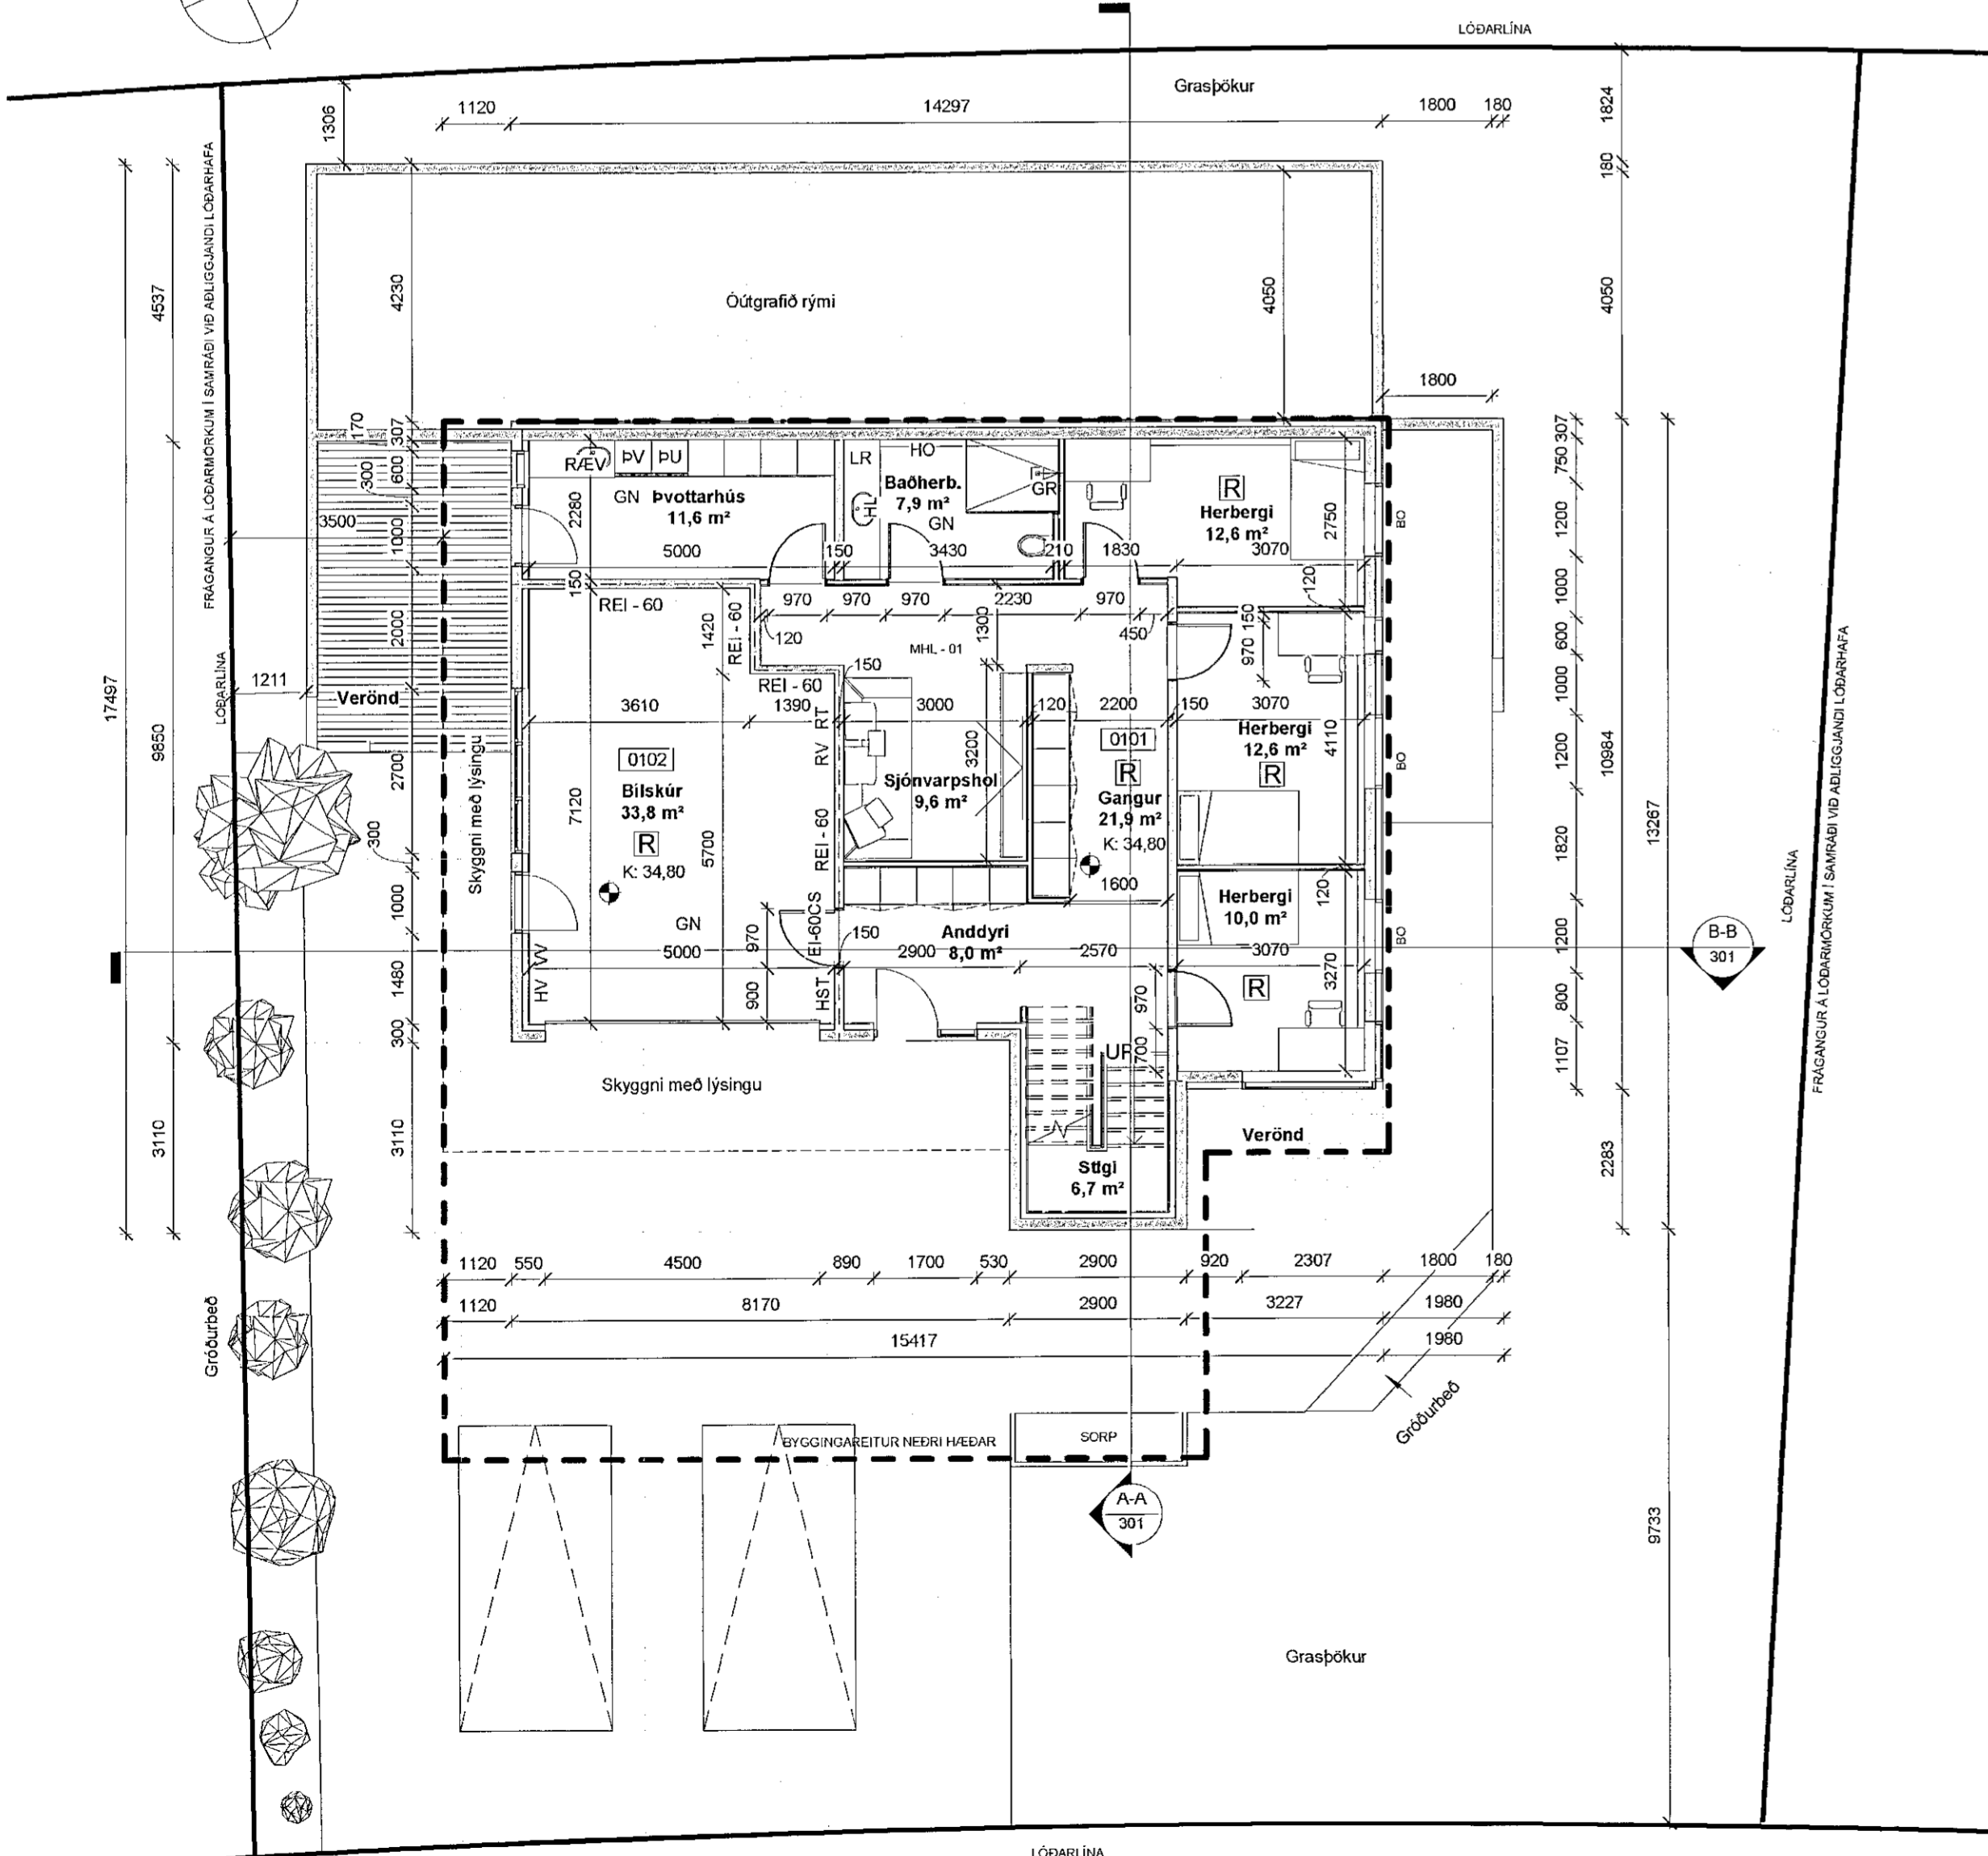 LÓÐARLÍNA
Grasþökur
1120
14297
1800
180
1824
1306
180
FRÁGANGUR Á LÓÐARMÖRKUM Í SAMRÁÐI VIÐ AÐLIGGJANDI LÓÐARHAFA
4537
4230
Óútgrafið rými
4050
4050
1800
170
307
300
600
RÆV
ÞV
ÞU
GN
Þvottarhús
11,6 m²
2280
LR
HO
HL
Baðherb.
7,9 m²
GN
GR
R
Herbergi
12,6 m²
2750
BO
307
750
1200
3500
1000
5000
150
3430
210
1830
3070
150
REI - 60
REI - 60
970
970
970
2230
970
120
1000
2000
1420
120
1300
450
970
150
600
MHL - 01
150
REI - 60
LÓÐARLÍNA
1211
Verönd
17497
9850
3610
1390
3000
120
2200
150
3070
1000
RV
RT
3200
0102
Bílskúr
33,8 m²
R
K: 34,80
7120
5700
2700
300
Skyggni með lýsingu
Sjónvarpshol
9,6 m²
0101
R
Gangur
21,9 m²
K: 34,80
Herbergi
12,6 m²
4110
R
BO
1200
10984
13267
1820
REI - 60
1600
1000
GN
EI-60CS
970
150
Anddyri
8,0 m²
Herbergi
10,0 m²
120
BO
1200
B-B
301
LÓÐARLÍNA
FRÁGANGUR Á LÓÐARMÖRKUM Í SAMRÁÐI VIÐ AÐLIGGJANDI LÓÐARHAFA
5000
2900
2570
3070
3270
HV
VV
1480
900
HST
970
R
800
300
UP
700
1107
Skyggni með lýsingu
3110
3110
Verönd
2283
Stigi
6,7 m²
1120
550
4500
890
1700
530
2900
920
2307
1800
180
1120
8170
2900
3227
1980
15417
1980
Gróðurbeð
Gróðurbeð
BYGGINGAREITUR NEÐRI HÆÐAR
SORP
A-A
301
9733
Grasþökur
LÓÐARLÍNA